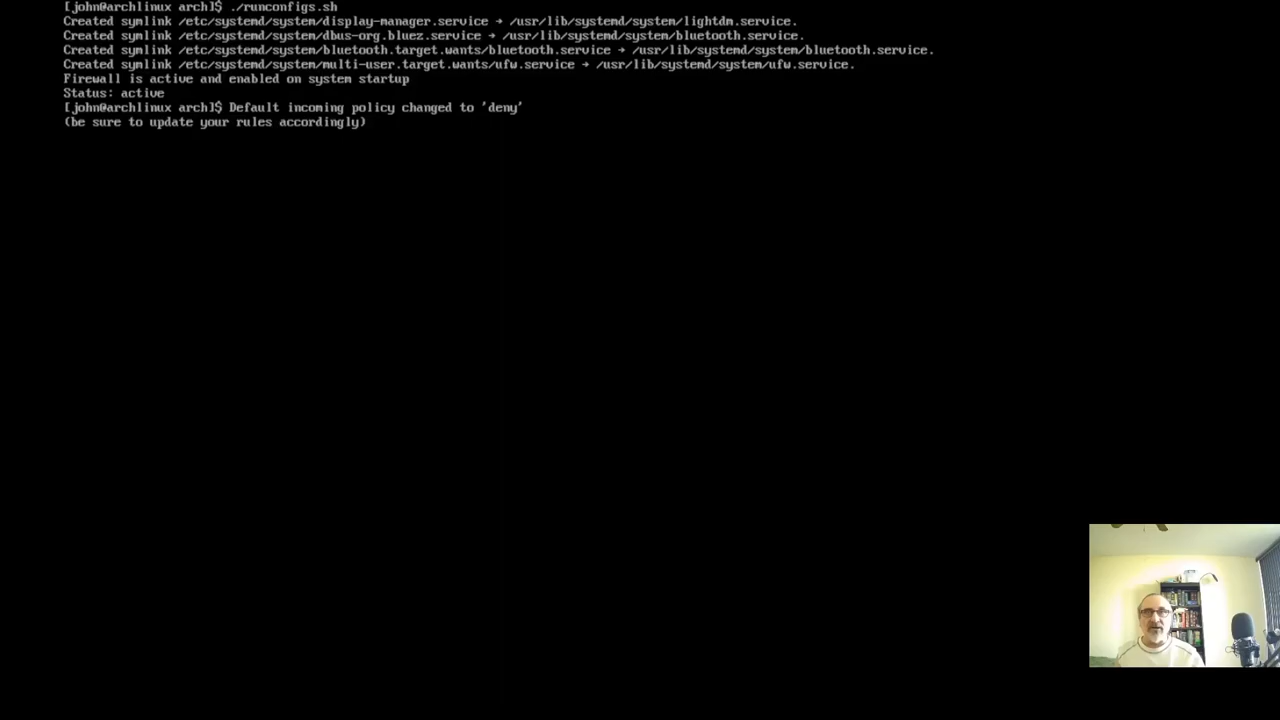 [john@archlinux arch]$ ./runconfigs.sh
Created symlink /etc/systemd/system/display-manager.service → /usr/lib/systemd/system/lightdm.service.
Created symlink /etc/systemd/system/dbus-org.bluez.service → /usr/lib/systemd/system/bluetooth.service.
Created symlink /etc/systemd/system/bluetooth.target.wants/bluetooth.service → /usr/lib/systemd/system/bluetooth.service.
Created symlink /etc/systemd/system/multi-user.target.wants/ufw.service → /usr/lib/systemd/system/ufw.service.
Firewall is active and enabled on system startup
Status: active
[john@archlinux arch]$ Default incoming policy changed to 'deny'
(be sure to update your rules accordingly)